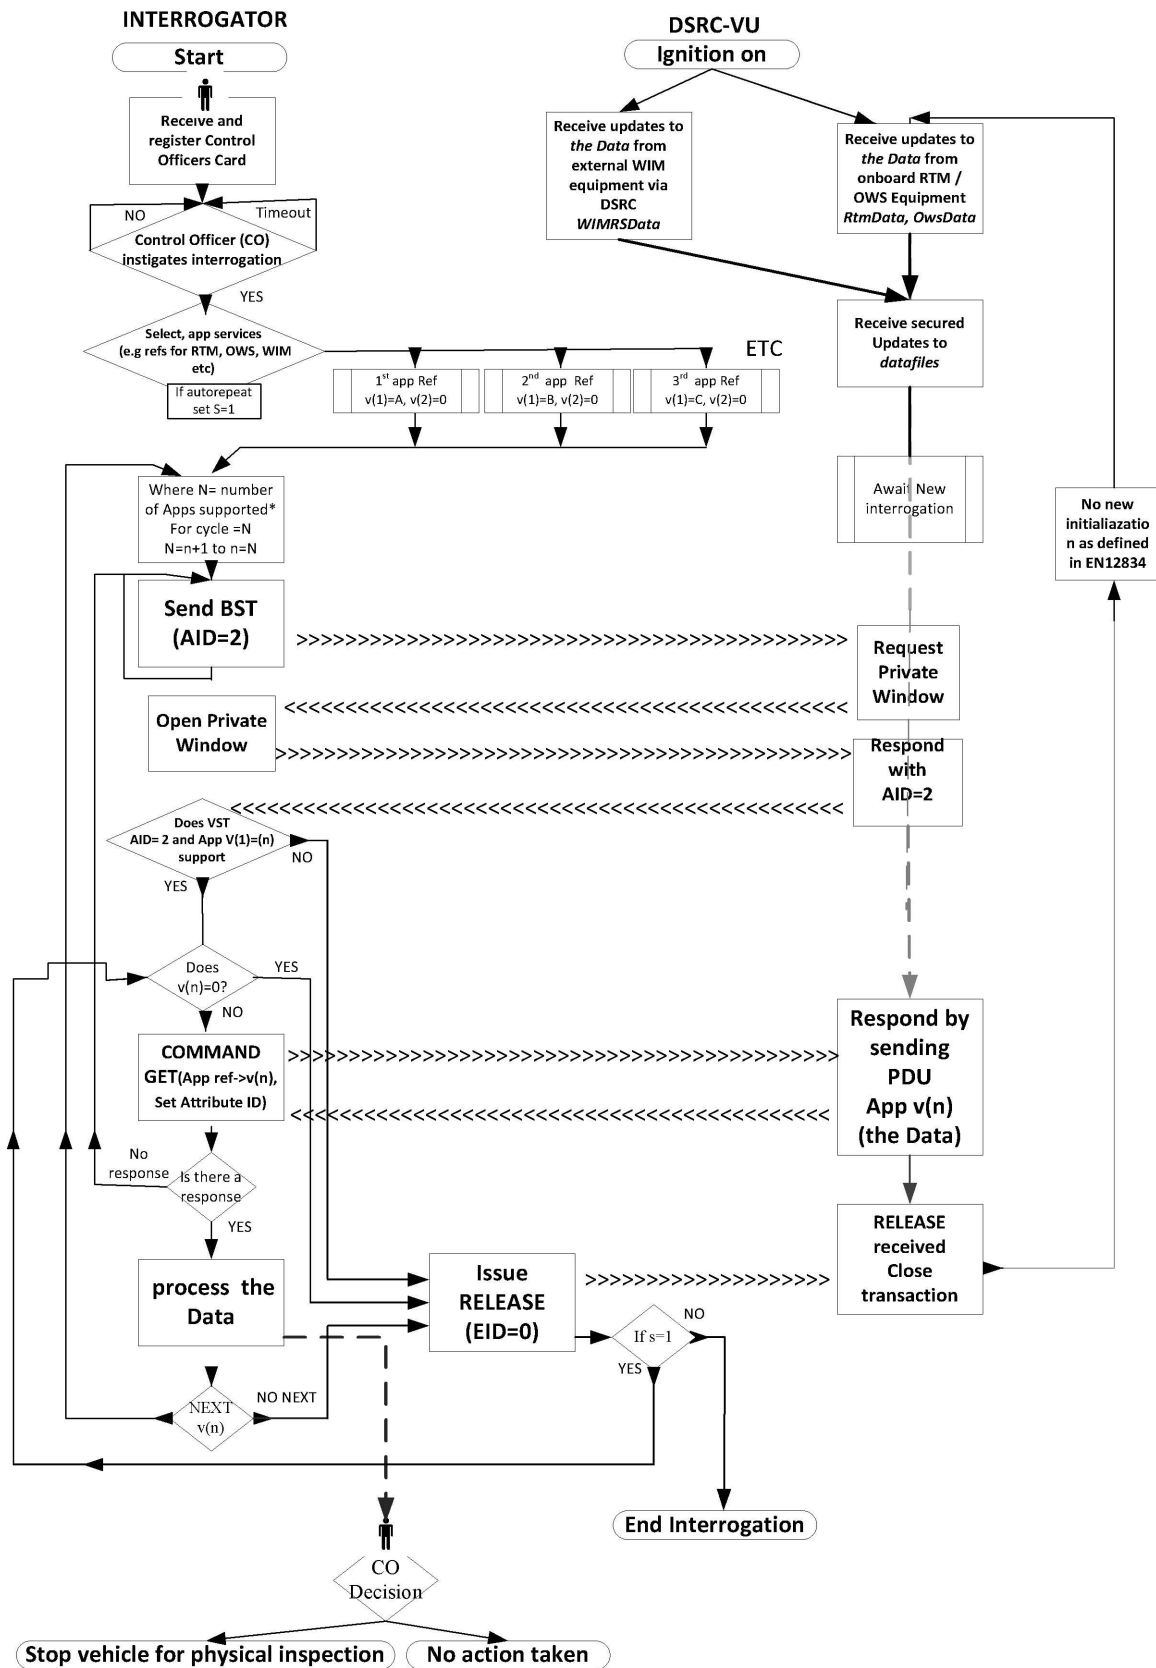 INTERROGATOR
Start
Receive and
register Control
Officers Card
NO
Timeout
Control Officer (CO)
instigates interrogation
YES
Select, app services
(e.g refs for RTM, OWS, WIM
etc)
If autorepeat
set S=1
ETC
1st app Ref
v(1)=A, v(2)=0
2nd app Ref
v(1)=B, v(2)=0
3rd app Ref
v(1)=C, v(2)=0
Where N= number
of Apps supported*
For cycle =N
N=n+1 to n=N
Send BST
(AID=2)
>>>>>>>>>>>>>>>>>>>>>>>>>>>>>>>>>>>>>>>>>
<<<<<<<<<<<<<<<<<<<<<<<<<<<<<<<<<<<<<<<<<
Open Private
Window
>>>>>>>>>>>>>>>>>>>>>>>>>>>>>>>>>>>>>>>>>
<<<<<<<<<<<<<<<<<<<<<<<<<<<<<<<<<<<<<<<<<
Does VST
AID= 2 and App V(1)=(n)
support
NO
YES
Does
v(n)=0?
YES
NO
COMMAND
GET(App ref->v(n),
Set Attribute ID)
>>>>>>>>>>>>>>>>>>>>>>>>>>>>>>>>>>>>>
<<<<<<<<<<<<<<<<<<<<<<<<<<<<<<<<<<<<<
No
response
Is there a
response
YES
process the
Data
NEXT
v(n)
NO NEXT
Issue
RELEASE
(EID=0)
>>>>>>>>>>>>>>>>>>
If s=1
NO
YES
End Interrogation
CO
Decision
Stop vehicle for physical inspection
No action taken
DSRC-VU
Ignition on
Receive updates to
the Data from
external WIM
equipment via
DSRC
WIMRSData
Receive updates to
the Data from
onboard RTM /
OWS Equipment
RtmData, OwsData
Receive secured
Updates to
datafiles
Await New
interrogation
No new
initialiazatio
n as defined
in EN12834
Request
Private
Window
Respond
with
AID=2
Respond by
sending
PDU
App v(n)
(the Data)
RELEASE
received
Close
transaction